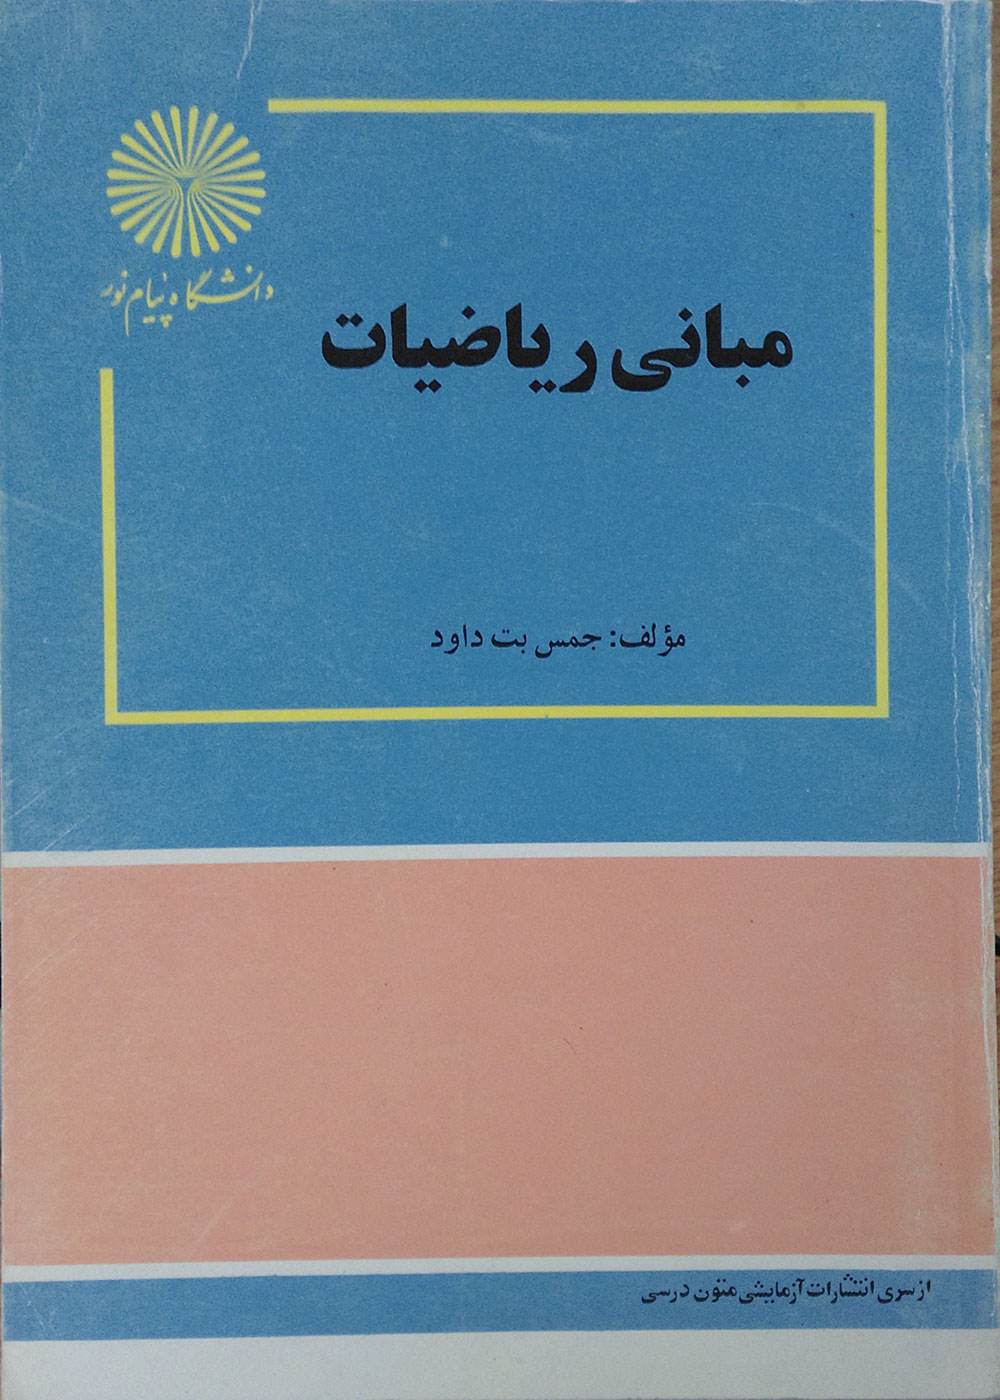 دانشگاه پیام نور
مبانی ریاضیات
مؤلف: جمس بت داود
از سری انتشارات آزمایشی متون درسی